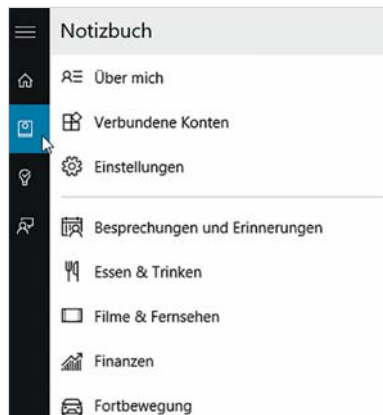 Notizbuch
Über mich
Verbundene Konten
Einstellungen
Besprechungen und Erinnerungen
Essen & Trinken
Filme & Fernsehen
Finanzen
Fortbewegung